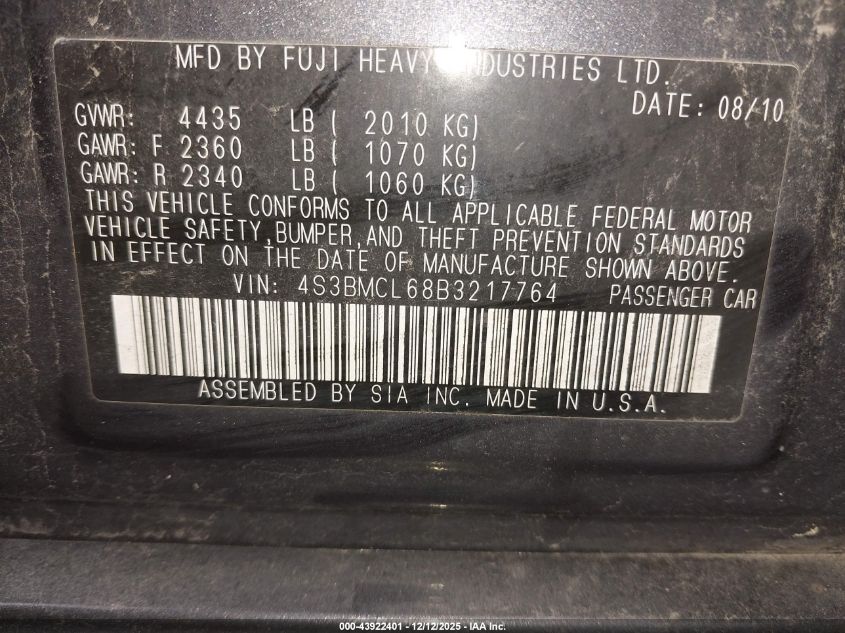 MFD BY FUJI HEAVY INDUSTRIES LTD.
DATE: 08/10
GVWR: 4435 LB ( 2010 KG)
GAWR: F 2360 LB ( 1070 KG)
GAWR: R 2340 LB ( 1060 KG)
THIS VEHICLE CONFORMS TO ALL APPLICABLE FEDERAL MOTOR
VEHICLE SAFETY,BUMPER,AND THEFT PREVENTION STANDARDS
IN EFFECT ON THE DATE OF MANUFACTURE SHOWN ABOVE.
VIN: 4S3BMCL68B3217764 PASSENGER CAR
ASSEMBLED BY SIA INC. MADE IN U.S.A.
000-43922401 - 12/12/2025 - IAA Inc.